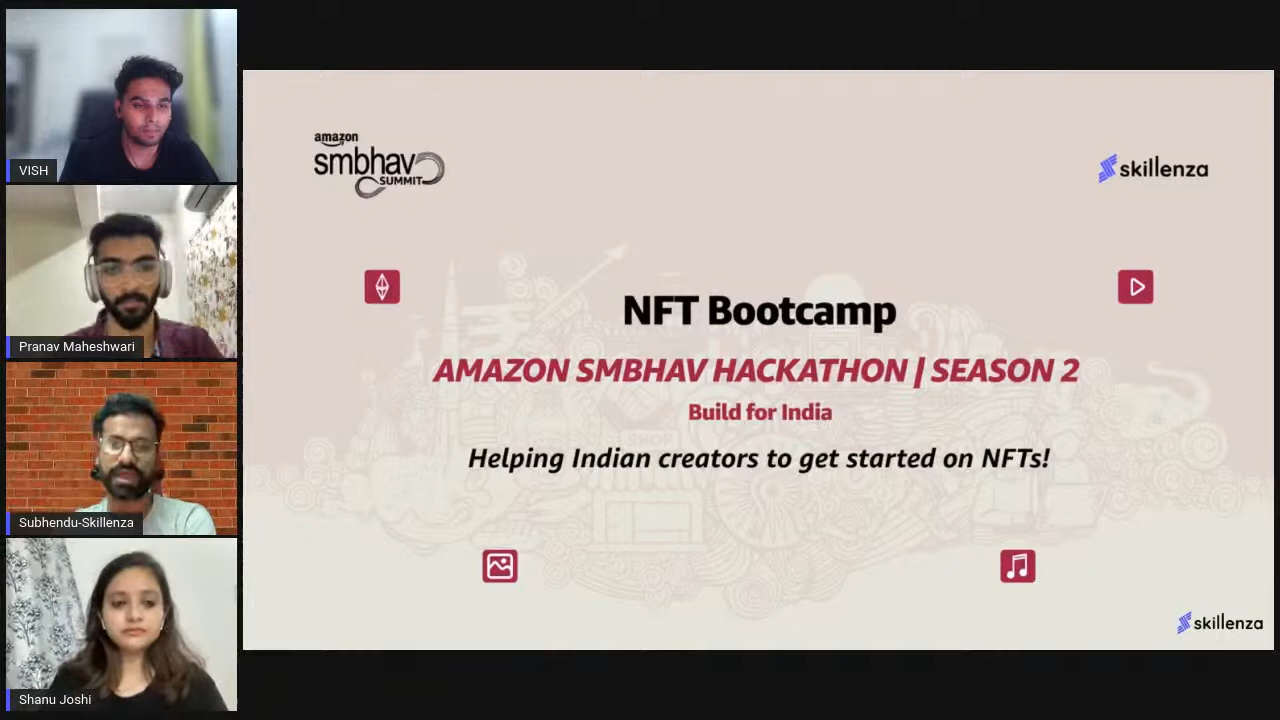 VISH
Pranav Maheshwari
Subhendu-Skillenza
Shanu Joshi
amazon
smbhav
SUMMIT
skillenza
NFT Bootcamp
AMAZON SMBHAV HACKATHON | SEASON 2
Build for India
Helping Indian creators to get started on NFTs!
SHOP
skillenza